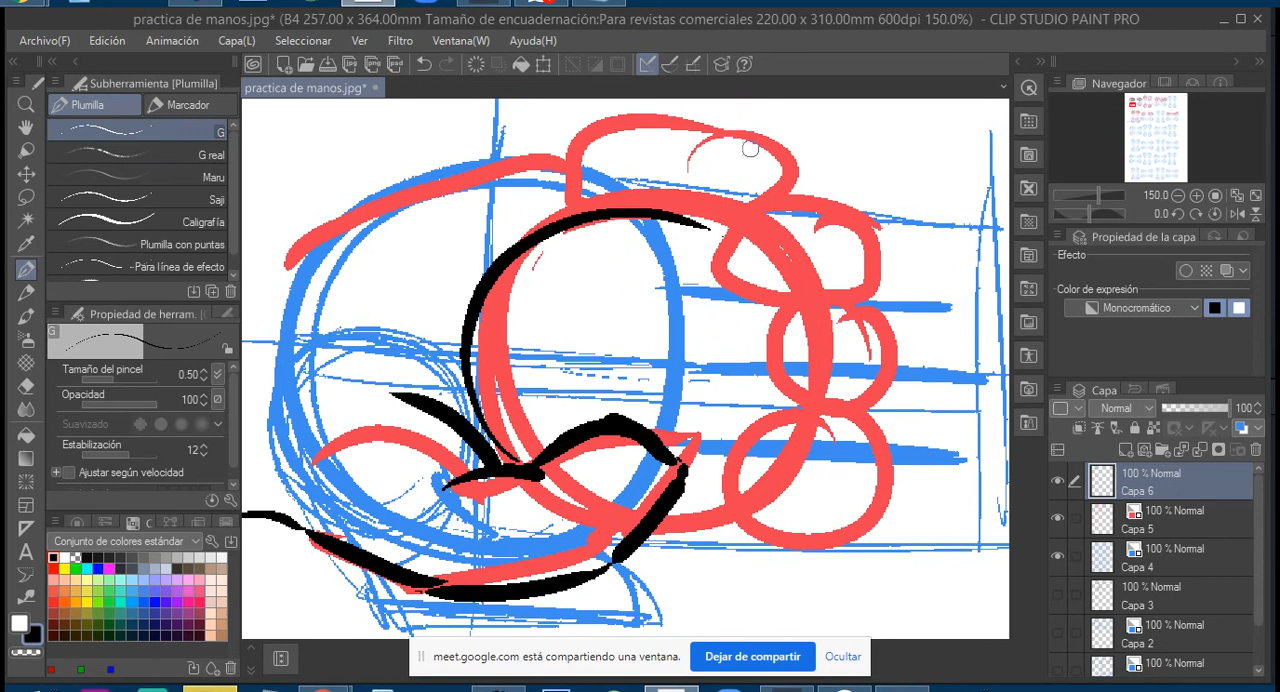 practica de manos.jpg* (B4 257.00 x 364.00mm Tamaño de encuadernación:Para revistas comerciales 220.00 x 310.00mm 600dpi 150.0%) - CLIP STUDIO PAINT PRO
Archivo(F) Edición Animación Capa(L) Seleccionar Filtro Ver Ventana(W) Ayuda(H)
Subherramienta [Plumilla]
practica de manos.jpg*
Navegador
Plumilla Marcador
G
G real
Maru
Saji
Caligrafía
Plumilla con puntas
Para línea de efecto
150.0
0.0
Propiedad de la capa
Efecto
Color de expresión
Monocromático
Propiedad de herram.
G
Tamaño del pincel 0.50
Opacidad 100
Suavizado
Estabilización 12
Ajustar según velocidad
Capa
Normal 100
100 % Normal
Capa 6
100 % Normal
Capa 5
100 % Normal
Capa 4
100 % Normal
Capa 3
100 % Normal
Capa 2
100 % Normal
C
Conjunto de colores estándar
A
meet.google.com está compartiendo una ventana. Dejar de compartir Ocultar